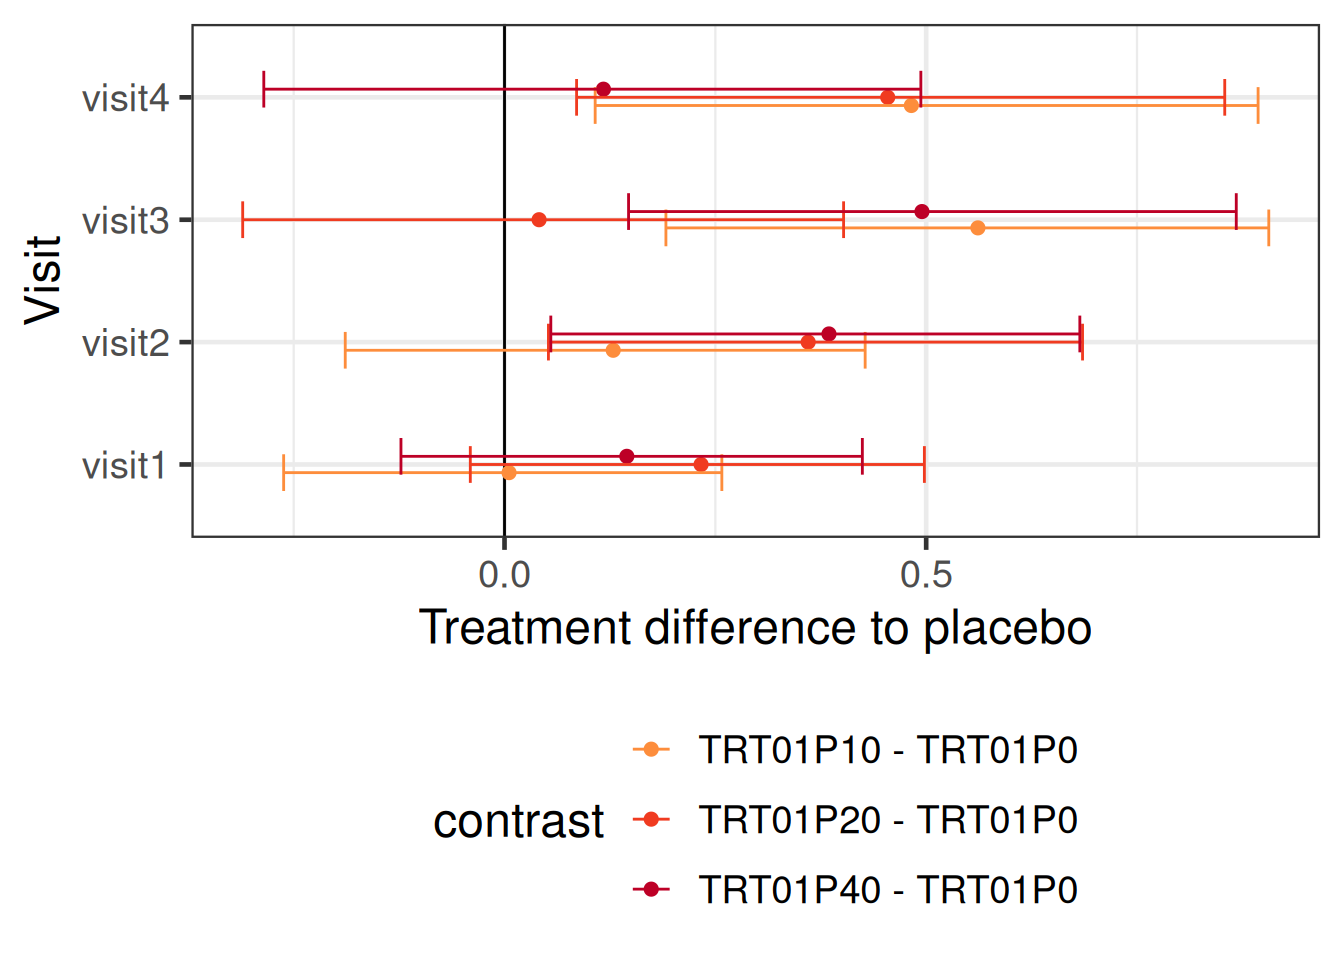 visit4
visit3
visit2
visit1
Visit
0.0
0.5
Treatment difference to placebo
contrast
TRT01P10 - TRT01P0
TRT01P20 - TRT01P0
TRT01P40 - TRT01P0